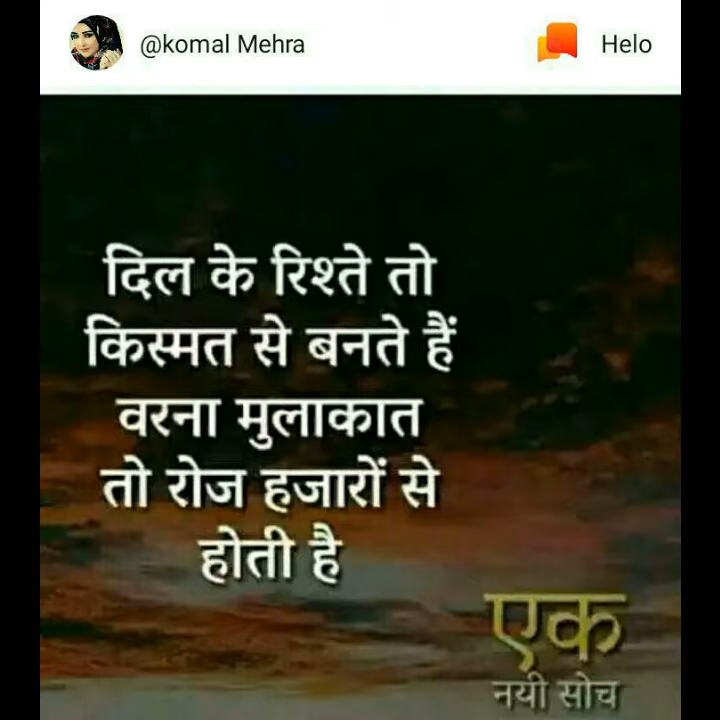 @komal Mehra
Helo
दिल के रिश्ते तो
किस्मत से बनते हैं
वरना मुलाकात
तो रोज हजारों से
होती है
एक
नयी सोच